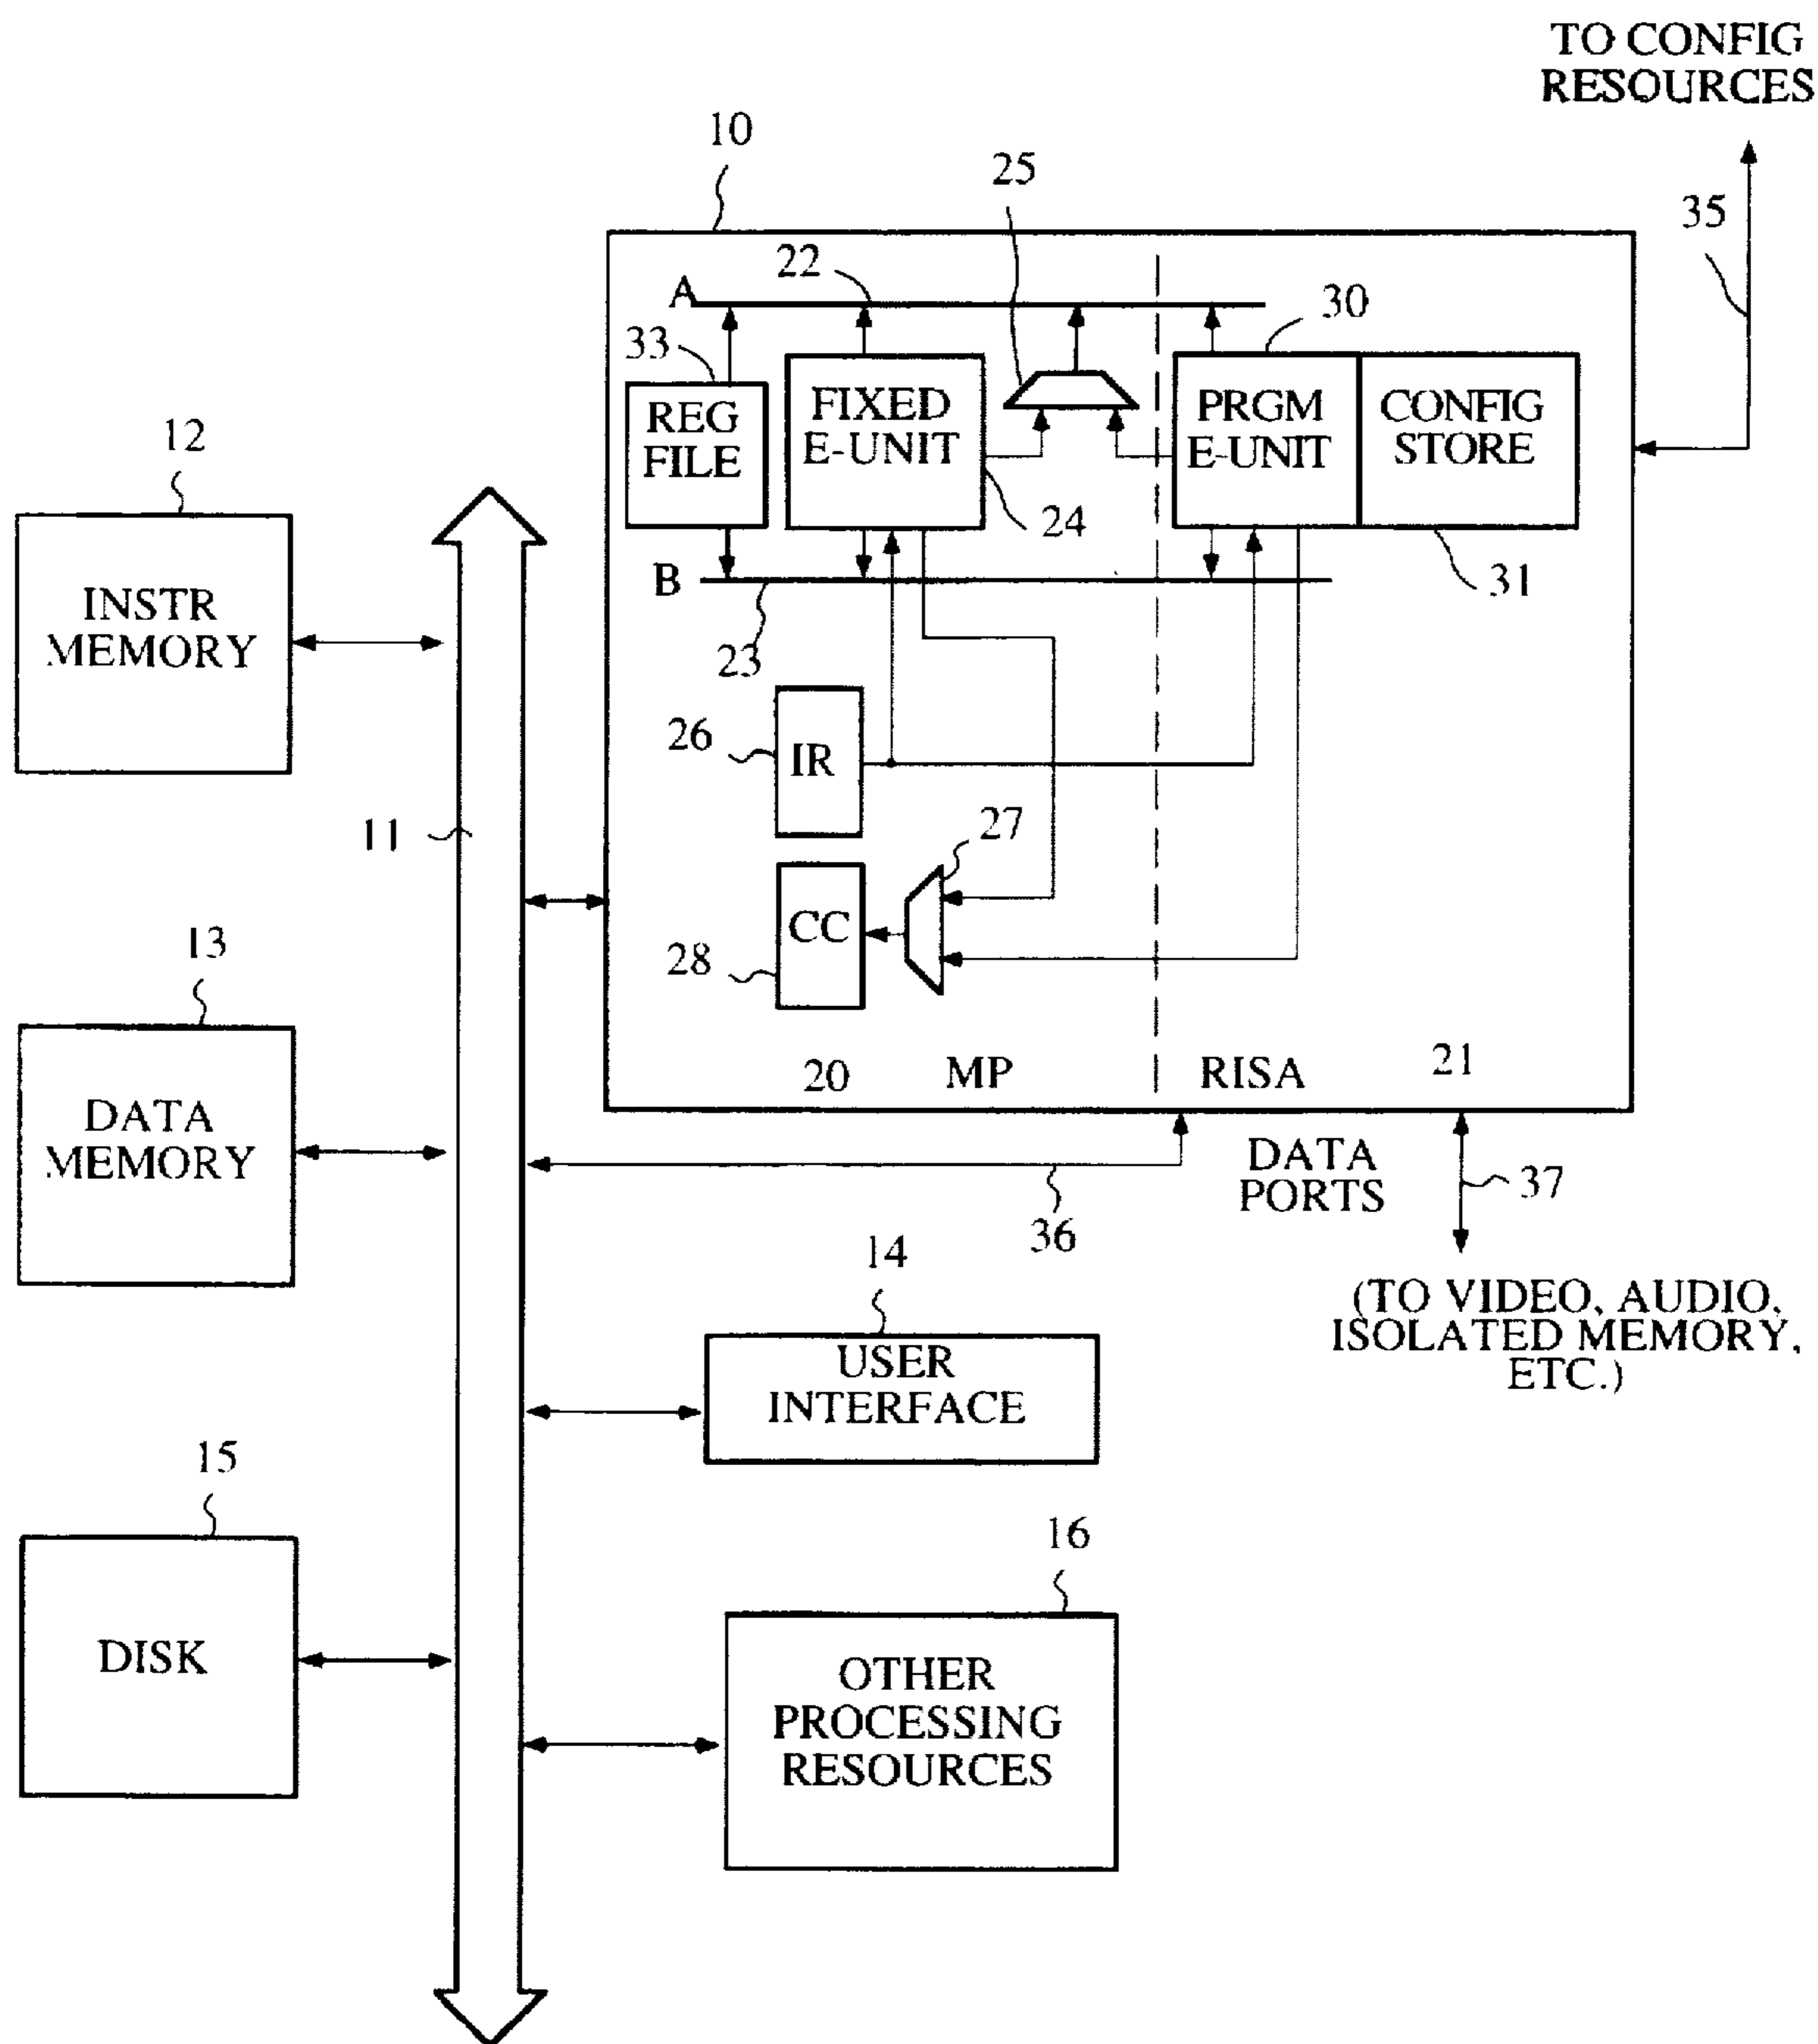 TO CONFIG
RESOURCES
10
25
35
A
22
30
33
REG
FILE
FIXED
E-UNIT
PRGM
E-UNIT
CONFIG
STORE
12
24
31
B
INSTR
MEMORY
23
26
IR
11
27
CC
28
13
20
MP
RISA
21
DATA
MEMORY
DATA
PORTS
37
36
14
(TO VIDEO, AUDIO,
ISOLATED MEMORY,
ETC.)
USER
INTERFACE
15
16
DISK
OTHER
PROCESSING
RESOURCES